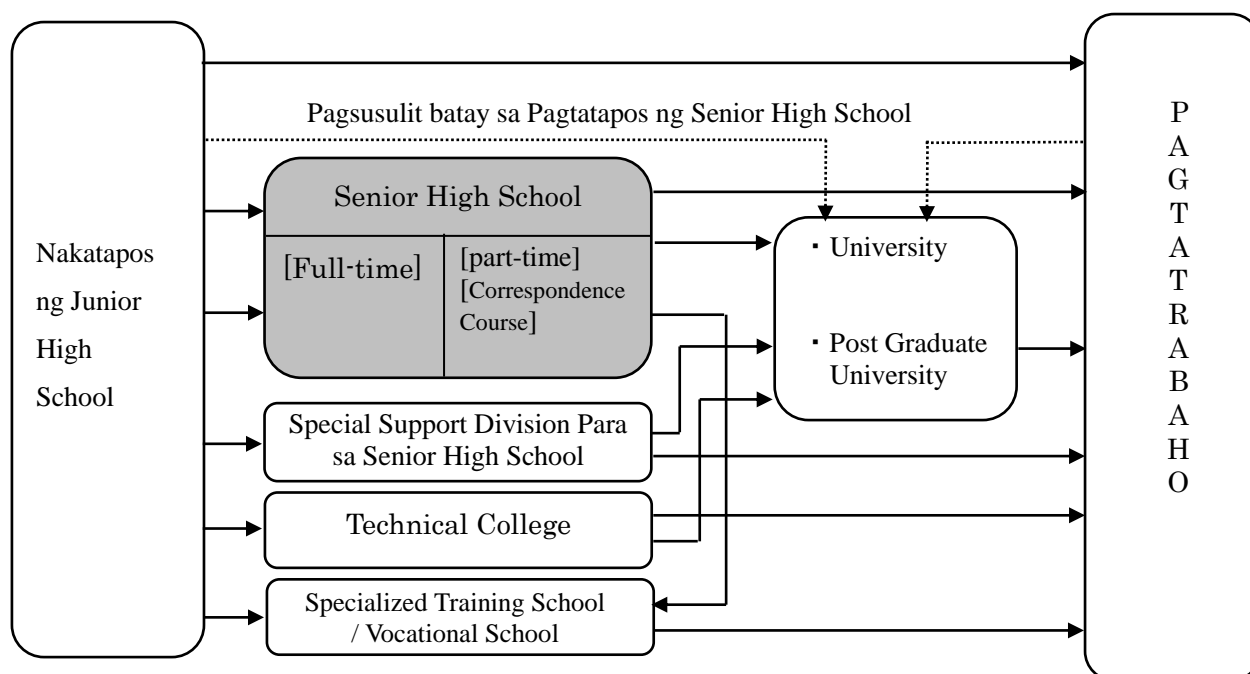 Pagsusulit batay sa Pagtatapos ng Senior High School
Nakatapos
ng Junior
High
School
Senior High School
[Full-time]
[part-time]
[Correspondence
Course]
・University
・Post Graduate
University
Special Support Division Para
sa Senior High School
Technical College
Specialized Training School
/ Vocational School
P
A
G
T
A
T
R
A
B
A
H
O